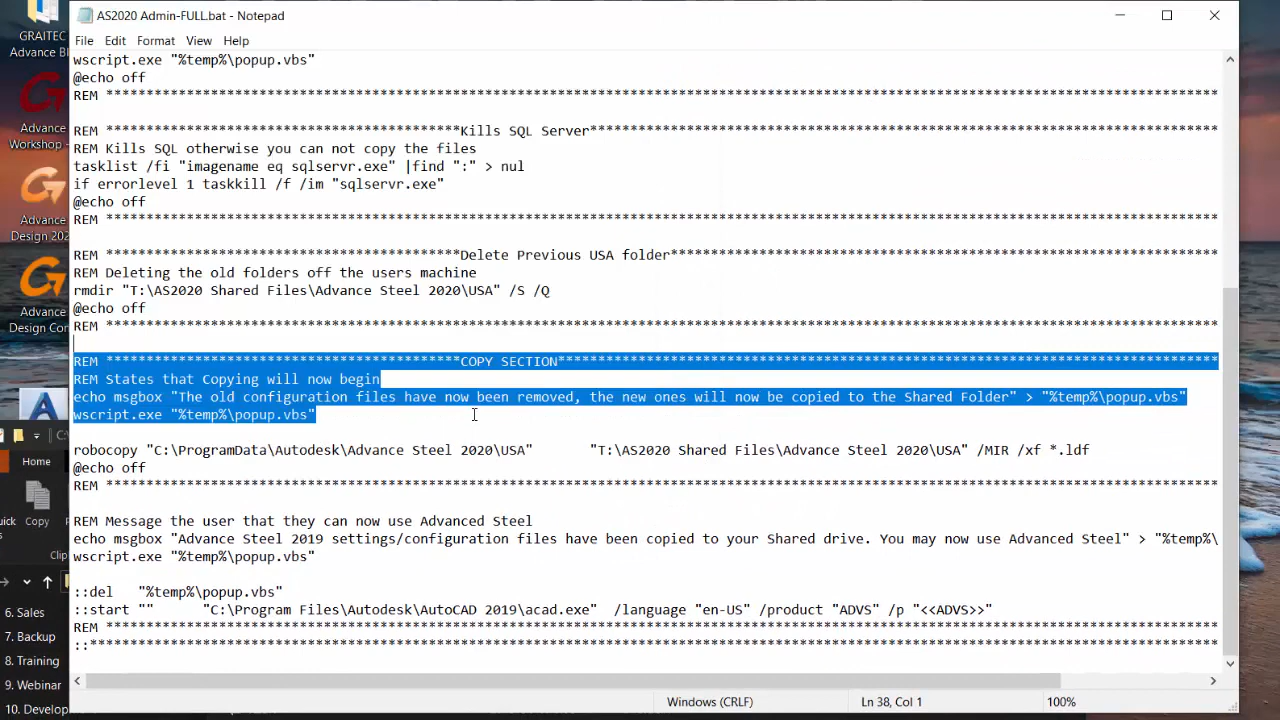 AS2020 Admin-FULL.bat - Notepad
File Edit Format View Help
wscript.exe "%temp%\popup.vbs"
@echo off
REM *******************************************************************************************************************************************
REM ********************************************Kills SQL Server******************************************************************************
REM Kills SQL otherwise you can not copy the files
tasklist /fi "imagename eq sqlservr.exe" |find ":" > nul
if errorlevel 1 taskkill /f /im "sqlservr.exe"
@echo off
REM *******************************************************************************************************************************************
REM ********************************************Delete Previous USA folder********************************************************************
REM Deleting the old folders off the users machine
rmdir "T:\AS2020 Shared Files\Advance Steel 2020\USA" /S /Q
@echo off
REM *******************************************************************************************************************************************
REM ********************************************COPY SECTION**********************************************************************************
REM States that Copying will now begin
echo msgbox "The old configuration files have now been removed, the new ones will now be copied to the Shared Folder" > "%temp%\popup.vbs"
wscript.exe "%temp%\popup.vbs"
robocopy "C:\ProgramData\Autodesk\Advance Steel 2020\USA" "T:\AS2020 Shared Files\Advance Steel 2020\USA" /MIR /xf *.ldf
@echo off
REM *******************************************************************************************************************************************
REM Message the user that they can now use Advanced Steel
echo msgbox "Advance Steel 2019 settings/configuration files have been copied to your Shared drive. You may now use Advanced Steel" > "%temp%\
wscript.exe "%temp%\popup.vbs"
::del "%temp%\popup.vbs"
::start "" "C:\Program Files\Autodesk\AutoCAD 2019\acad.exe" /language "en-US" /product "ADVS" /p "<<ADVS>>"
REM *******************************************************************************************************************************************
::*********************************************************************************************************************************************
Windows (CRLF) Ln 38, Col 1 100%
GRAITEC
Advance
Advance
Workshop
Advance
Design
Advance
Home
Copy
6. Sales
7. Backup
8. Training
9. Webinar